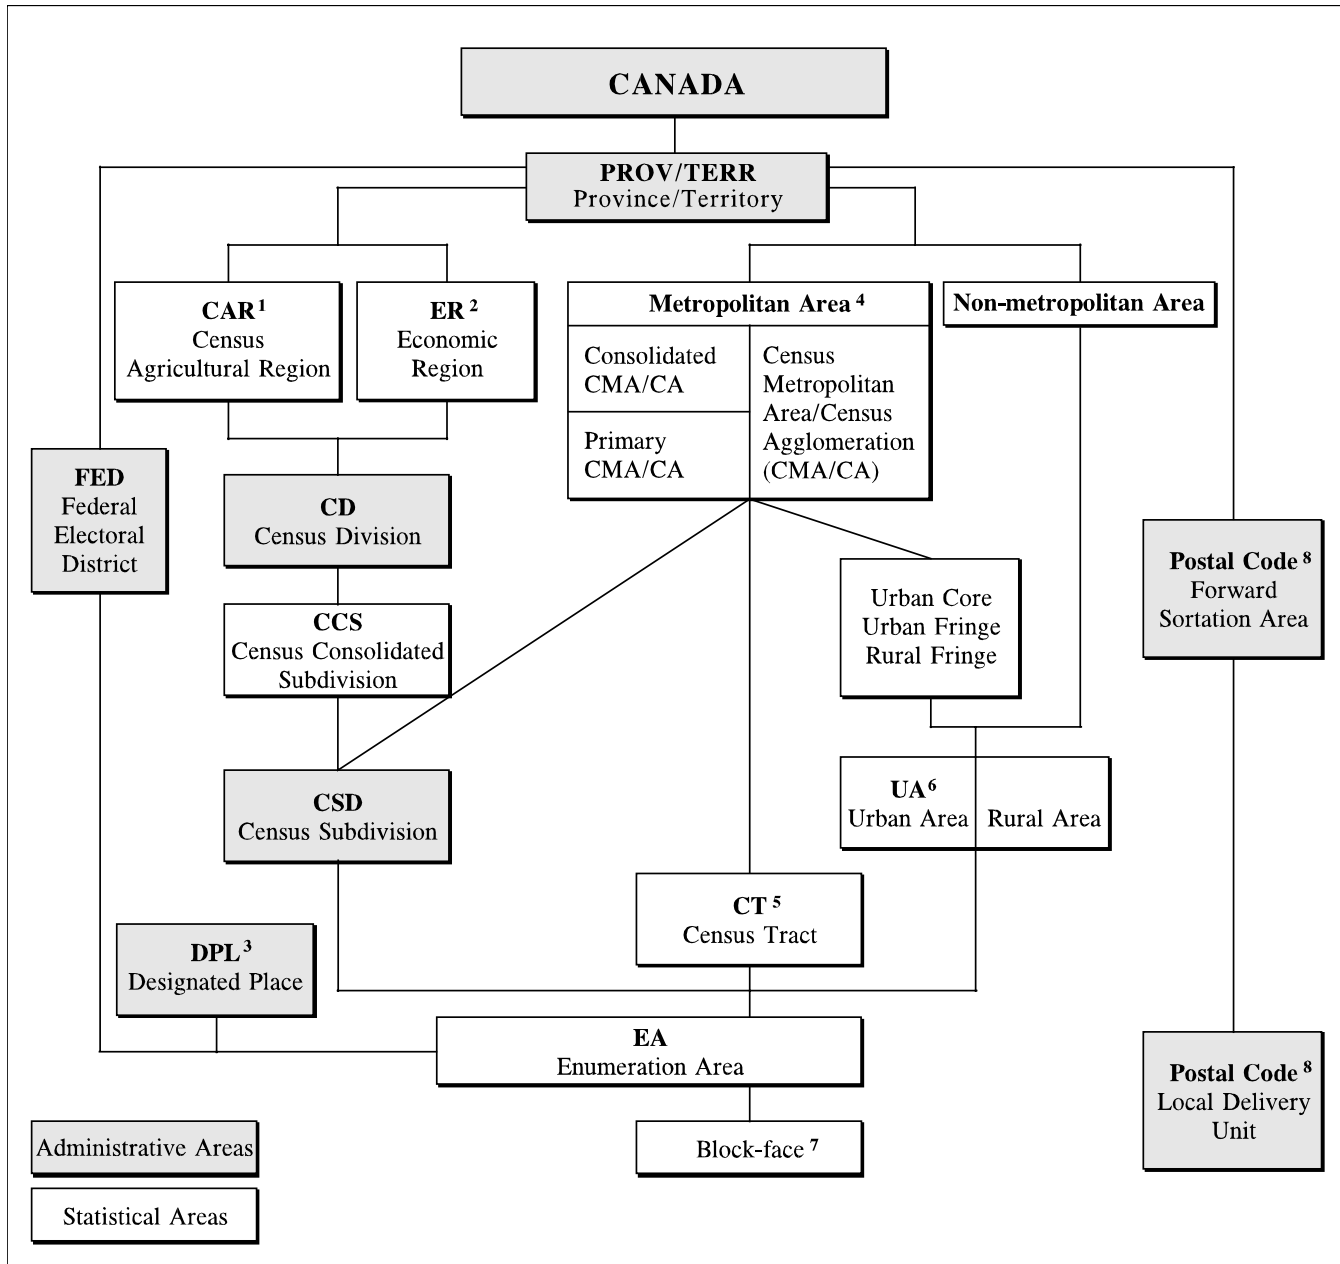 CANADA
PROV/TERR
Province/Territory
CAR 1
Census
Agricultural Region
ER 2
Economic
Region
Metropolitan Area 4
Consolidated
CMA/CA
Primary
CMA/CA
Census
Metropolitan
Area/Census
Agglomeration
(CMA/CA)
Non-metropolitan Area
FED
Federal
Electoral
District
CD
Census Division
Postal Code 8
Forward
Sortation Area
CCS
Census Consolidated
Subdivision
Urban Core
Urban Fringe
Rural Fringe
CSD
Census Subdivision
UA 6
Urban Area
Rural Area
CT 5
Census Tract
DPL 3
Designated Place
EA
Enumeration Area
Postal Code 8
Local Delivery
Unit
Block-face 7
Administrative Areas
Statistical Areas